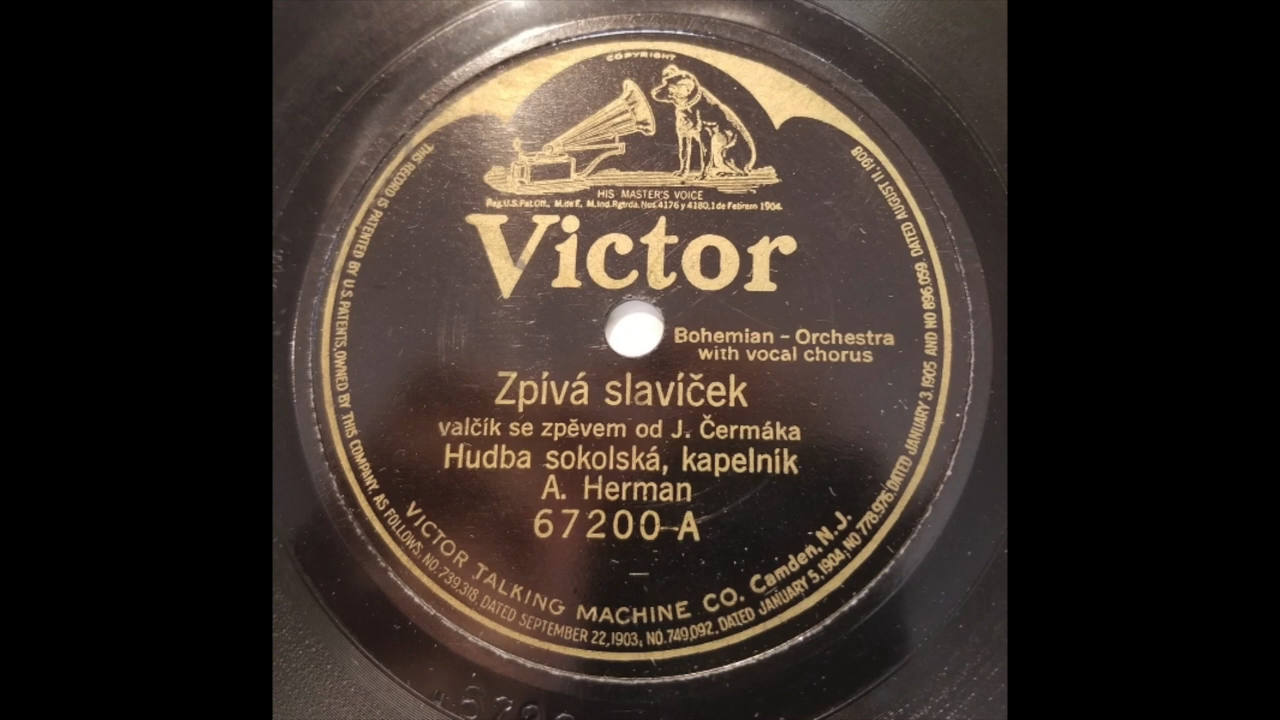 COPYRIGHT
HIS MASTER'S VOICE
Reg.U.S.Pat.Off., M.de F. M.Ind.Rgtrda. Nos.4176 y 4180,1 de Febrero 1904.
Victor
Bohemian - Orchestra
with vocal chorus
Zpívá slavíček
valčík se zpěvem od J. Čermáka
Hudba sokolská, kapelník
A. Herman
67200-A
VICTOR TALKING MACHINE CO. Camden, N.J.
THIS RECORD IS PATENTED BY U.S. PATENTS, OWNED BY THIS COMPANY, AS FOLLOWS, NO. 739,318, DATED SEPTEMBER 22, 1903, NO. 749,092, DATED JANUARY 5, 1904, NO 778,976, DATED JANUARY 3, 1905 AND NO 896,059, DATED AUGUST 11, 1908